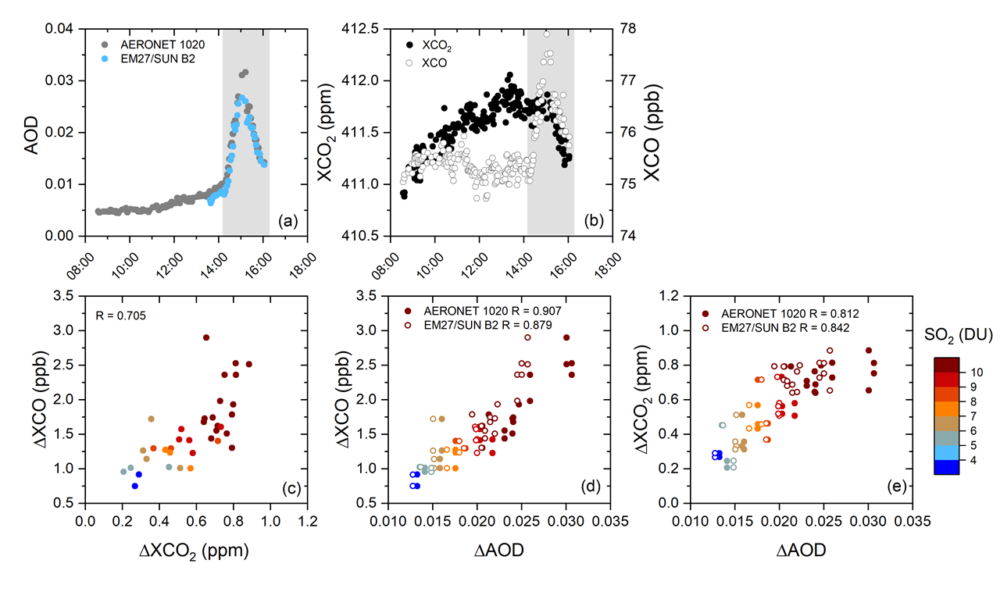 0.04
0.03
0.02
0.01
0.00
AOD
AERONET 1020
EM27/SUN B2
(a)
08:00
10:00
12:00
14:00
16:00
18:00
412.5
412.0
411.5
411.0
410.5
XCO₂ (ppm)
XCO₂
XCO
(b)
78
77
76
75
74
XCO (ppb)
08:00
10:00
12:00
14:00
16:00
18:00
3.5
3.0
2.5
2.0
1.5
1.0
0.5
ΔXCO (ppb)
R = 0.705
(c)
0.0 0.2 0.4 0.6 0.8 1.0 1.2
ΔXCO₂ (ppm)
3.5
3.0
2.5
2.0
1.5
1.0
0.5
ΔXCO (ppb)
AERONET 1020 R = 0.907
EM27/SUN B2 R = 0.879
(d)
0.010 0.015 0.020 0.025 0.030 0.035
ΔAOD
1.2
1.0
0.8
0.6
0.4
0.2
0.0
ΔXCO₂ (ppm)
AERONET 1020 R = 0.812
EM27/SUN B2 R = 0.842
(e)
0.010 0.015 0.020 0.025 0.030 0.035
ΔAOD
SO₂ (DU)
10
9
8
7
6
5
4